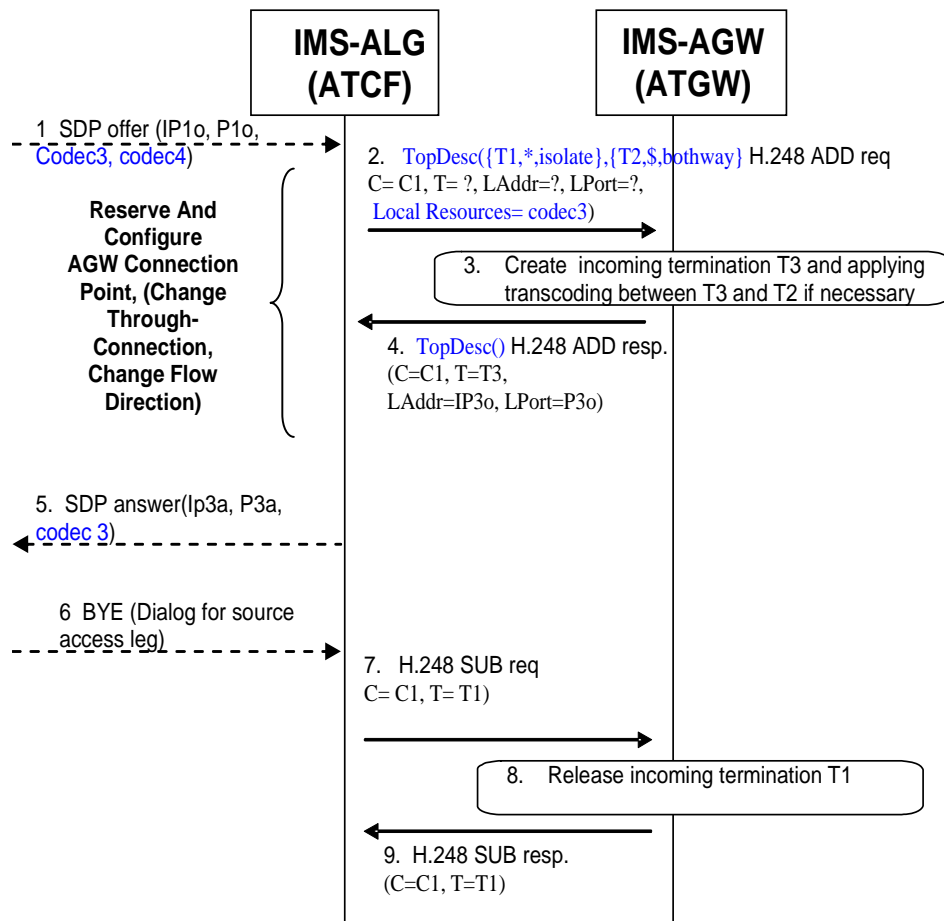 IMS-ALG
(ATCF)
IMS-AGW
(ATGW)
1 SDP offer (IP1o, P1o,
Codec3, codec4)
2. TopDesc({T1,*,isolate},{T2,$,bothway} H.248 ADD req
C= C1, T= ?, LAddr=?, LPort=?,
Local Resources= codec3)
Reserve And
Configure
AGW Connection
Point, (Change
Through-
Connection,
Change Flow
Direction)
3. Create incoming termination T3 and applying
transcoding between T3 and T2 if necessary
4. TopDesc() H.248 ADD resp.
(C=C1, T=T3,
LAddr=IP3o, LPort=P3o)
5. SDP answer(Ip3a, P3a,
codec 3)
6 BYE (Dialog for source
access leg)
7. H.248 SUB req
C= C1, T= T1)
8. Release incoming termination T1
9. H.248 SUB resp.
(C=C1, T=T1)